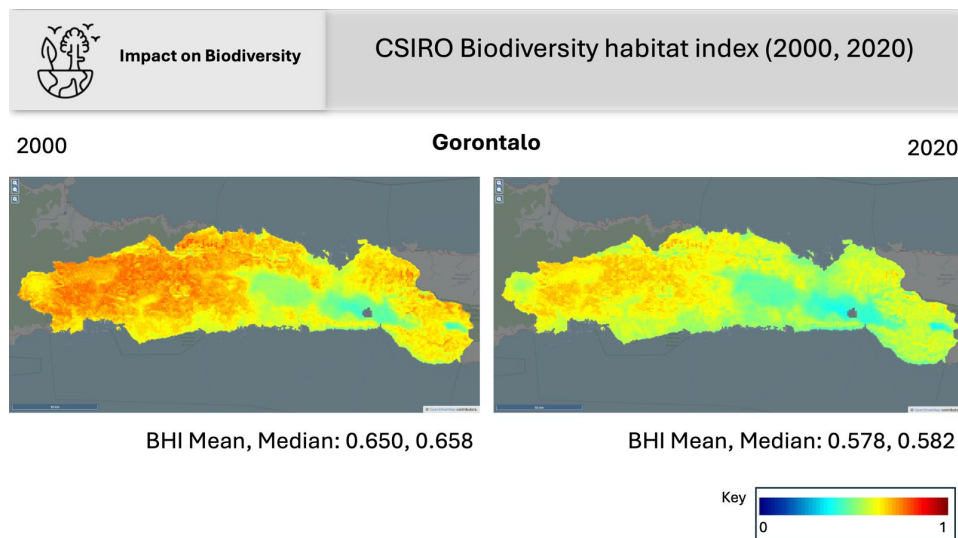 Impact on Biodiversity
CSIRO Biodiversity habitat index (2000, 2020)
2000
Gorontalo
2020
BHI Mean, Median: 0.650, 0.658
BHI Mean, Median: 0.578, 0.582
Key
0
1